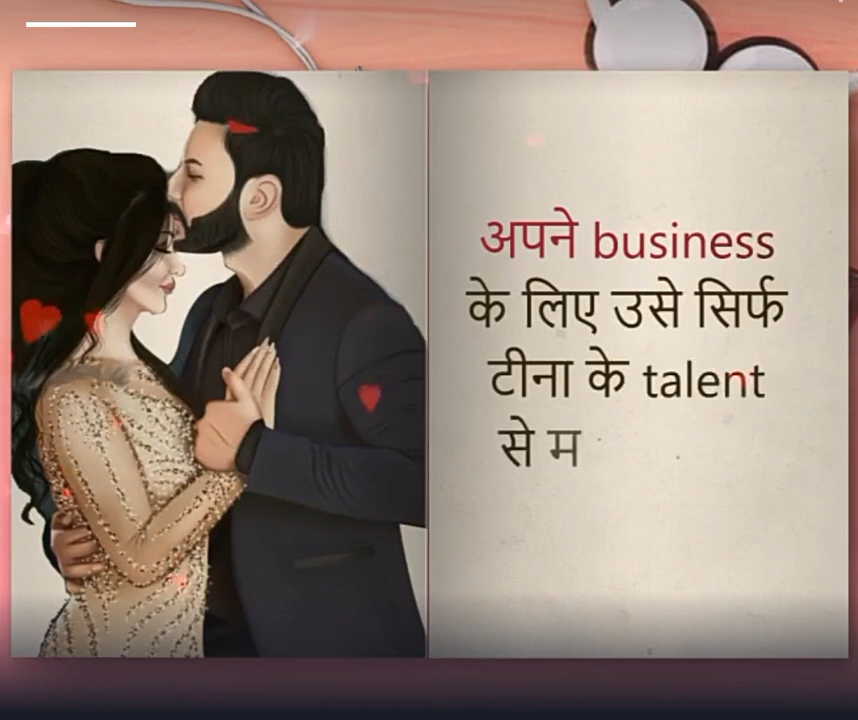 अपने business
के लिए उसे सिर्फ
टीना के talent
से म